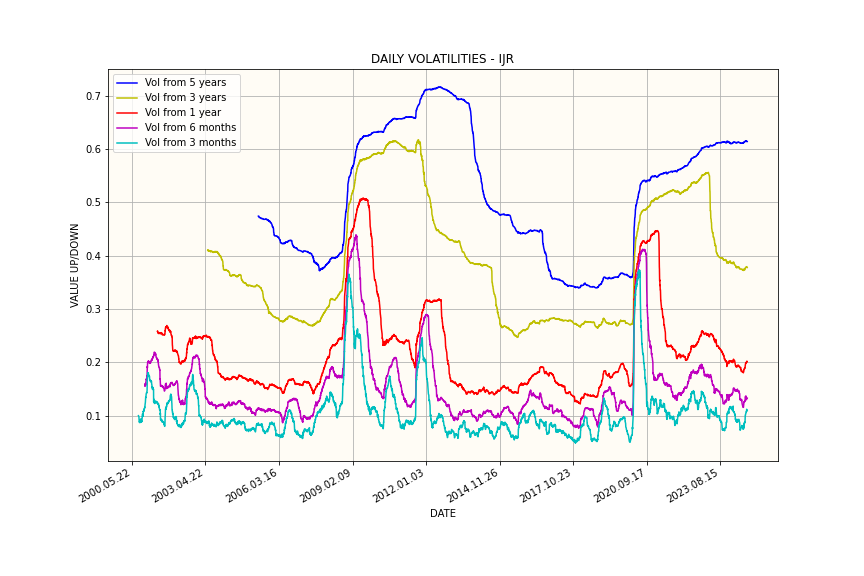 DAILY VOLATILITIES - IJR
Vol from 5 years
Vol from 3 years
Vol from 1 year
Vol from 6 months
Vol from 3 months
VALUE UP/DOWN
0.7
0.6
0.5
0.4
0.3
0.2
0.1
2000.05.22
2003.04.22
2006.03.16
2009.02.09
2012.01.03
2014.11.26
2017.10.23
2020.09.17
2023.08.15
DATE